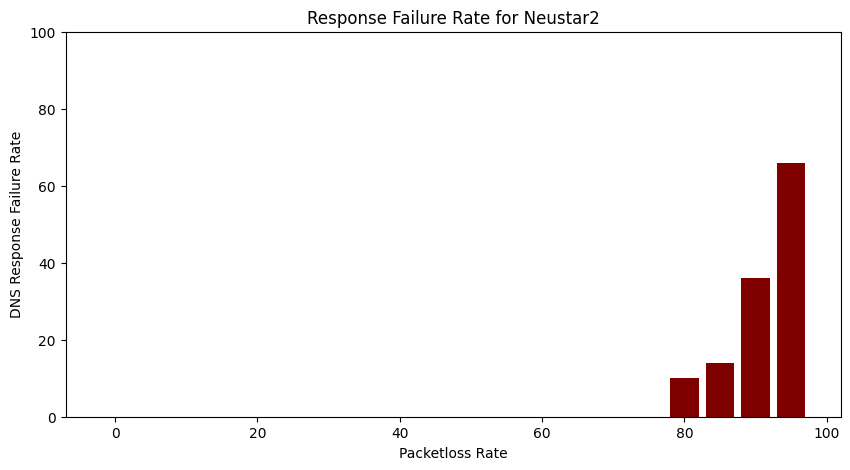 Response Failure Rate for Neustar2
DNS Response Failure Rate
100
80
60
40
20
0
0 20 40 60 80 100
Packetloss Rate